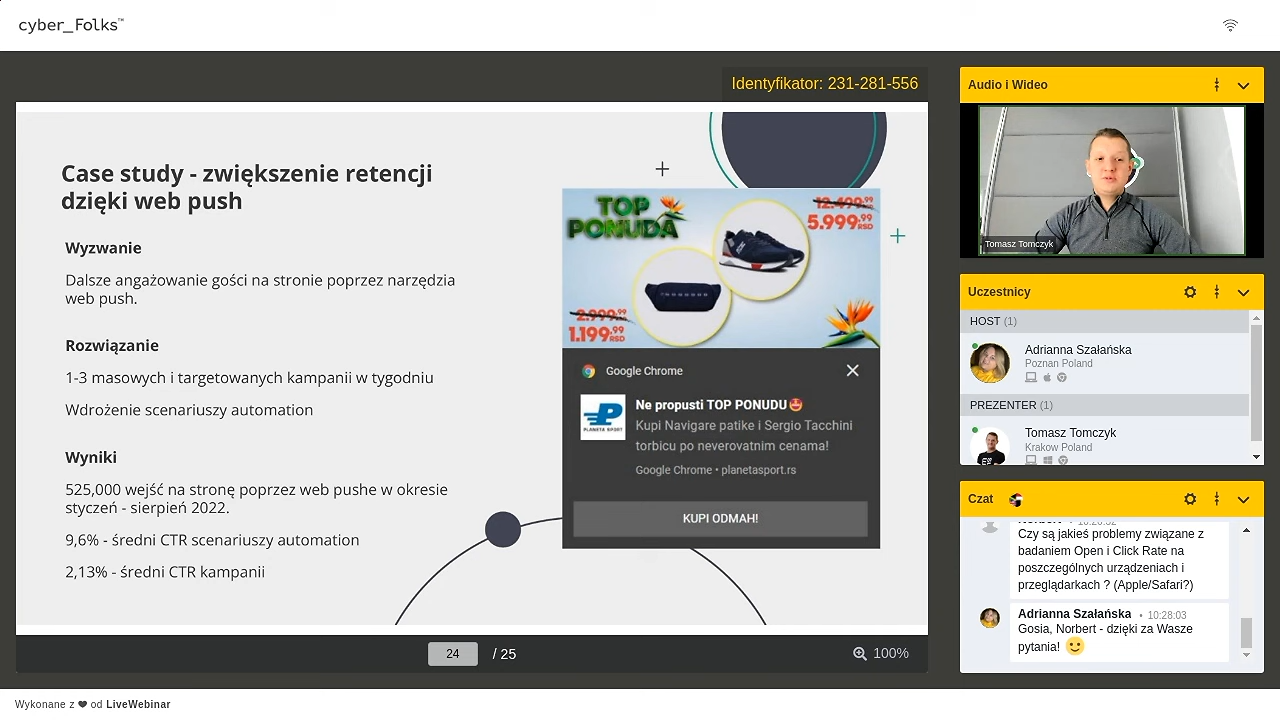 cyber_Folks™
Identyfikator: 231-281-556
Case study - zwiększenie retencji
dzięki web push
Wyzwanie
Dalsze angażowanie gości na stronie poprzez narzędzia
web push.
Rozwiązanie
1-3 masowych i targetowanych kampanii w tygodniu
Wdrożenie scenariuszy automation
Wyniki
525,000 wejść na stronę poprzez web pushe w okresie
styczeń - sierpień 2022.
9,6% - średni CTR scenariuszy automation
2,13% - średni CTR kampanii
TOP
PONUDA
12.499,99
5.999,99 RSD
2.999,99
1.199,99 RSD
Google Chrome
PLANETA SPORT
Ne propusti TOP PONUDU🤩
Kupi Navigare patike i Sergio Tacchini
torbicu po neverovatnim cenama!
Google Chrome • planetasport.rs
KUPI ODMAH!
24 / 25
100%
Audio i Wideo
Tomasz Tomczyk
Uczestnicy
HOST (1)
Adrianna Szałańska
Poznan Poland
PREZENTER (1)
Tomasz Tomczyk
Krakow Poland
Czat
Czy są jakieś problemy związane z
badaniem Open i Click Rate na
poszczególnych urządzeniach i
przeglądarkach ? (Apple/Safari?)
Adrianna Szałańska • 10:28:03
Gosia, Norbert - dzięki za Wasze
pytania! 🙂
Wykonane z ❤ od LiveWebinar